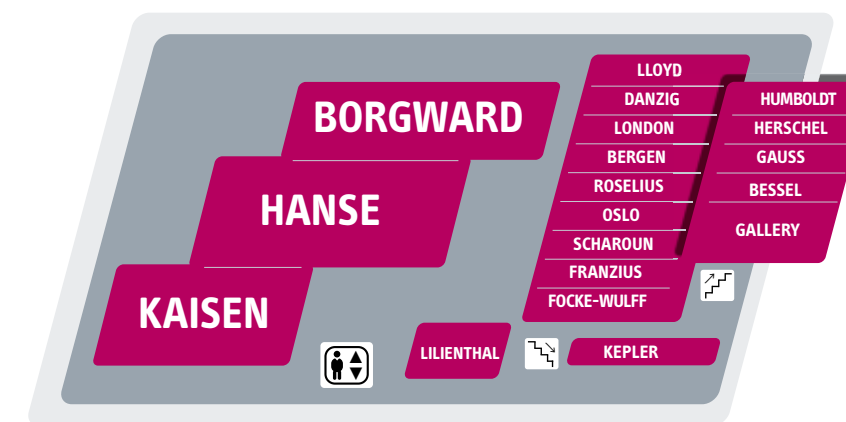 BORGWARD
HANSE
KAISEN
LILIENTHAL
LLOYD
DANZIG
LONDON
BERGEN
ROSELIUS
OSLO
SCHAROUN
FRANZIUS
FOCKE-WULFF
KEPLER
HUMBOLDT
HERSCHEL
GAUSS
BESSEL
GALLERY